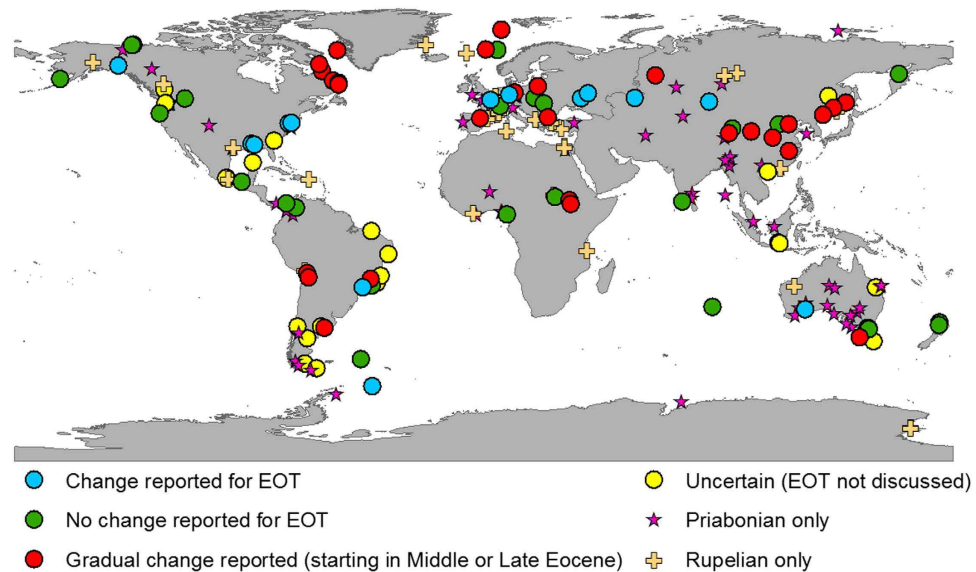 Change reported for EOT
No change reported for EOT
Gradual change reported (starting in Middle or Late Eocene)
Uncertain (EOT not discussed)
Priabonian only
Rupelian only